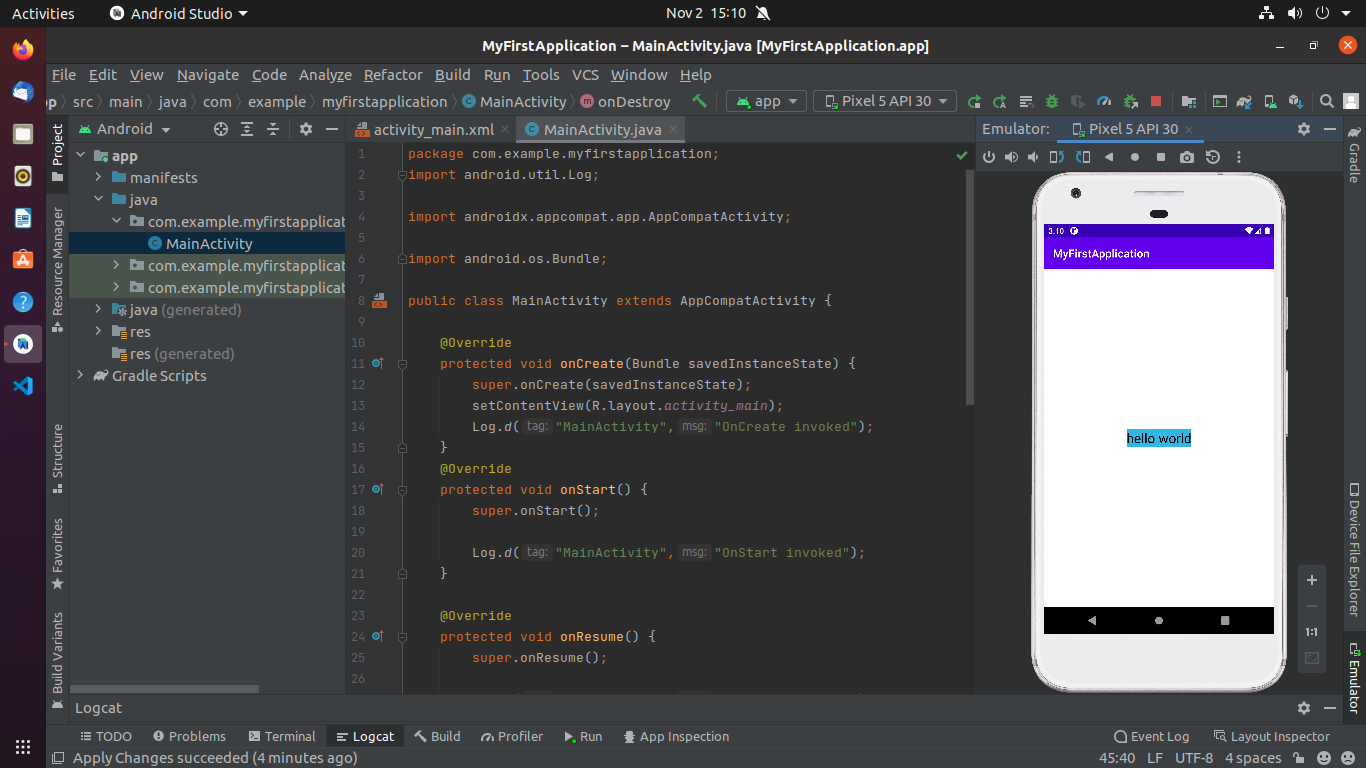 Activities Android Studio Nov 2 15:10
MyFirstApplication – MainActivity.java [MyFirstApplication.app]
File Edit View Navigate Code Analyze Refactor Build Run Tools VCS Window Help
src main java com example myfirstapplication MainActivity onDestroy app Pixel 5 API 30
Project
Resource Manager
Structure
Favorites
Build Variants
Android
app
manifests
java
com.example.myfirstapplicat
MainActivity
com.example.myfirstapplicat
com.example.myfirstapplicat
java (generated)
res
res (generated)
Gradle Scripts
activity_main.xml MainActivity.java
1 package com.example.myfirstapplication;
2 import android.util.Log;
3
4 import androidx.appcompat.app.AppCompatActivity;
5
6 import android.os.Bundle;
7
8 public class MainActivity extends AppCompatActivity {
9
10 @Override
11 protected void onCreate(Bundle savedInstanceState) {
12 super.onCreate(savedInstanceState);
13 setContentView(R.layout.activity_main);
14 Log.d( tag: "MainActivity", msg: "OnCreate invoked");
15 }
16 @Override
17 protected void onStart() {
18 super.onStart();
19
20 Log.d( tag: "MainActivity", msg: "OnStart invoked");
21 }
22
23 @Override
24 protected void onResume() {
25 super.onResume();
26
Emulator: Pixel 5 API 30
3:10
MyFirstApplication
hello world
1:1
Gradle
Device File Explorer
Emulator
Logcat
TODO Problems Terminal Logcat Build Profiler Run App Inspection Event Log Layout Inspector
Apply Changes succeeded (4 minutes ago) 45:40 LF UTF-8 4 spaces